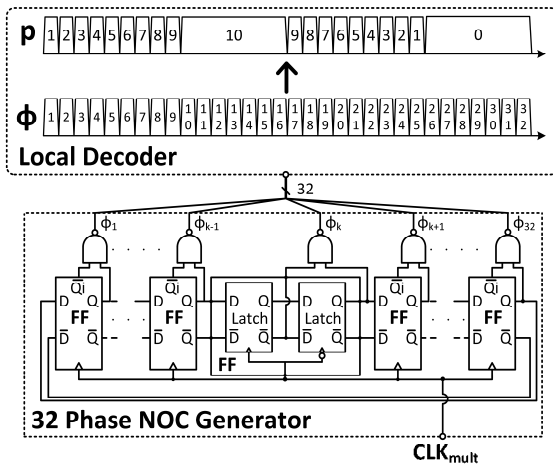 p 1 2 3 4 5 6 7 8 9 10 9 8 7 6 5 4 3 2 1 0
ϕ 1 2 3 4 5 6 7 8 9 10 11 12 13 14 15 16 17 18 19 20 21 22 23 24 25 26 27 28 29 30 31 32
Local Decoder
32
ϕ1 ϕk-1 ϕk ϕk+1 ϕ32
Q̅i Q̅i Q̅i Q̅i
D Q D Q D Q D Q D Q D Q
FF FF Latch Latch FF FF
D̅ Q̅ D̅ Q̅ D̅ Q̅ D̅ Q̅ D̅ Q̅ D̅ Q̅
FF
32 Phase NOC Generator
CLKmult